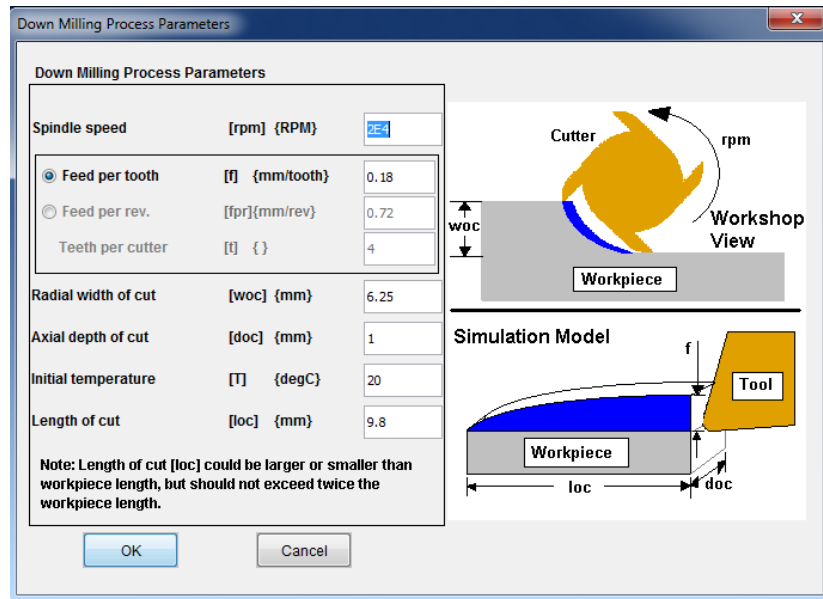 Down Milling Process Parameters
Down Milling Process Parameters
Spindle speed [rpm] {RPM} 2E4
Feed per tooth [f] {mm/tooth} 0.18
Feed per rev. [fpr]{mm/rev} 0.72
Teeth per cutter [t] { } 4
Radial width of cut [woc] {mm} 6.25
Axial depth of cut [doc] {mm} 1
Initial temperature [T] {degC} 20
Length of cut [loc] {mm} 9.8
Note: Length of cut [loc] could be larger or smaller than
workpiece length, but should not exceed twice the
workpiece length.
OK Cancel
Cutter
rpm
woc
Workshop
View
Workpiece
Simulation Model
f
Tool
Workpiece
loc
doc